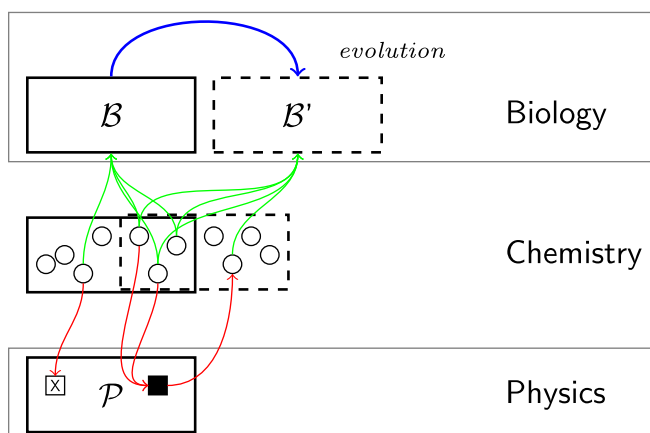 evolution
ℬ ℬ' Biology
Chemistry
X 𝒫 Physics